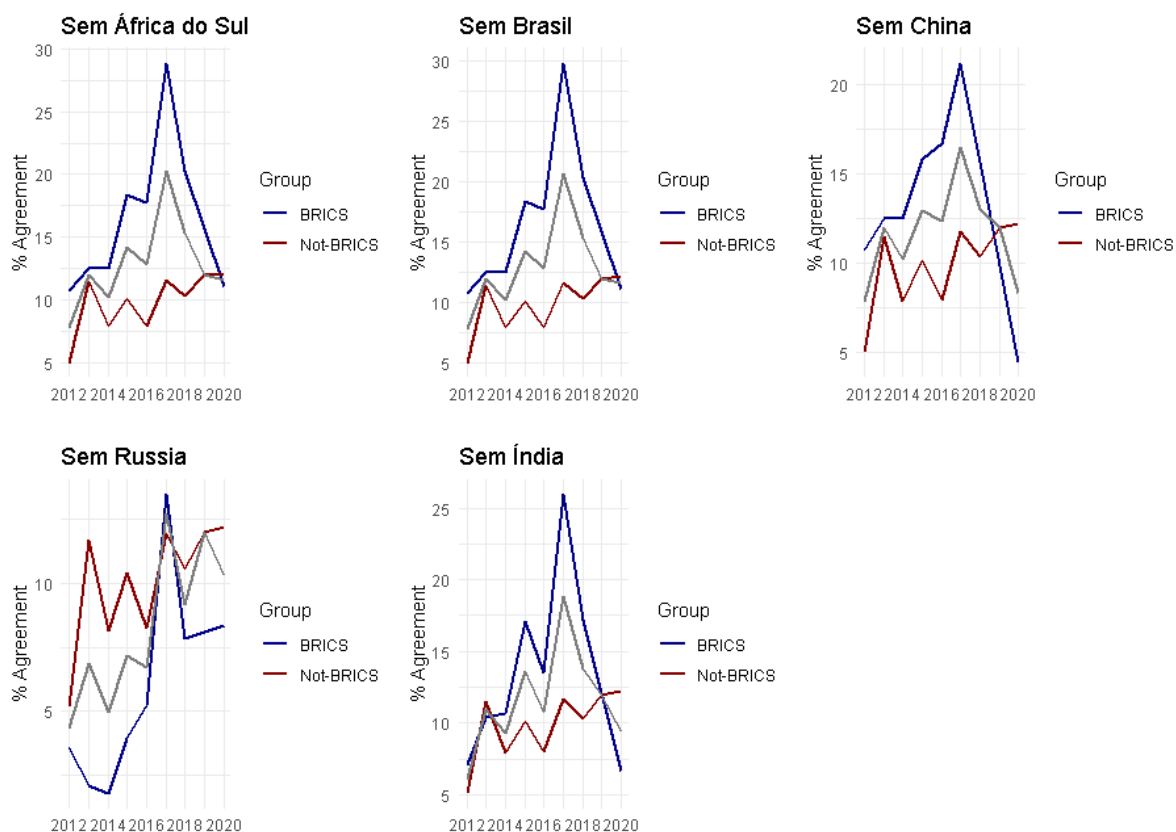 Sem África do Sul
30
25
20
15
10
5
% Agreement
2012 2014 2016 2018 2020
Group
BRICS
Not-BRICS
Sem Brasil
30
25
20
15
10
5
% Agreement
2012 2014 2016 2018 2020
Group
BRICS
Not-BRICS
Sem China
20
15
10
5
% Agreement
2012 2014 2016 2018 2020
Group
BRICS
Not-BRICS
Sem Russia
10
5
% Agreement
2012 2014 2016 2018 2020
Group
BRICS
Not-BRICS
Sem Índia
25
20
15
10
5
% Agreement
2012 2014 2016 2018 2020
Group
BRICS
Not-BRICS